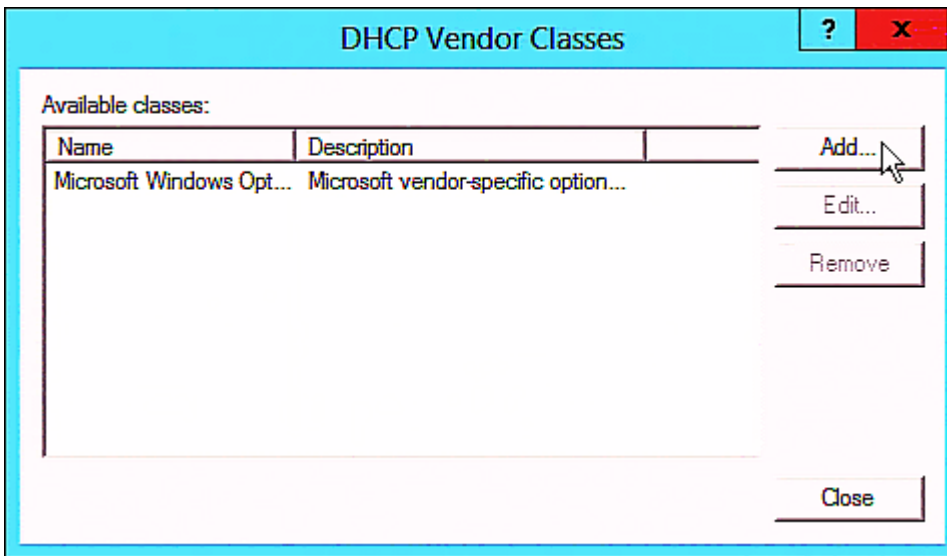 DHCP Vendor Classes
? x
Available classes:
Name Description
Microsoft Windows Opt... Microsoft vendor-specific option...
Add...
Edit...
Remove
Close